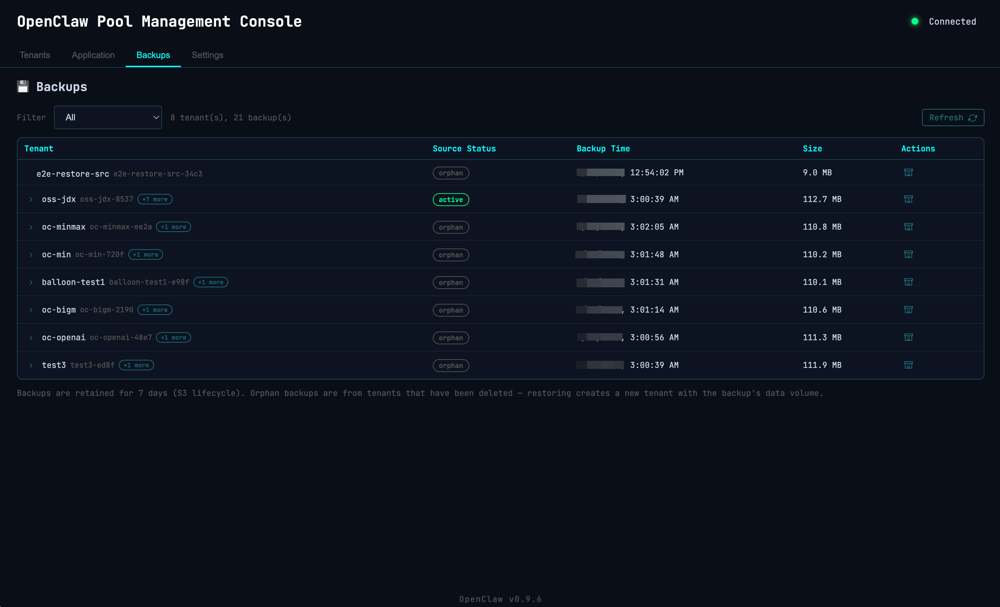 OpenClaw Pool Management Console
Connected
Tenants Application Backups Settings
Backups
Filter All 8 tenant(s), 21 backup(s) Refresh
Tenant Source Status Backup Time Size Actions
e2e-restore-src e2e-restore-src-34c3 orphan 12:54:02 PM 9.0 MB
oss-jdx oss-jdx-8537 +7 more active 3:00:39 AM 112.7 MB
oc-minmax oc-minmax-ee2a +1 more orphan 3:02:05 AM 110.8 MB
oc-min oc-min-720f +1 more orphan 3:01:48 AM 110.2 MB
balloon-test1 balloon-test1-e98f +1 more orphan 3:01:31 AM 110.1 MB
oc-bigm oc-bigm-2190 +1 more orphan , 3:01:14 AM 110.6 MB
oc-openai oc-openai-48e7 +1 more orphan , 3:00:56 AM 111.3 MB
test3 test3-ed8f +1 more orphan 3:00:39 AM 111.9 MB
Backups are retained for 7 days (S3 lifecycle). Orphan backups are from tenants that have been deleted — restoring creates a new tenant with the backup's data volume.
OpenClaw v0.9.6